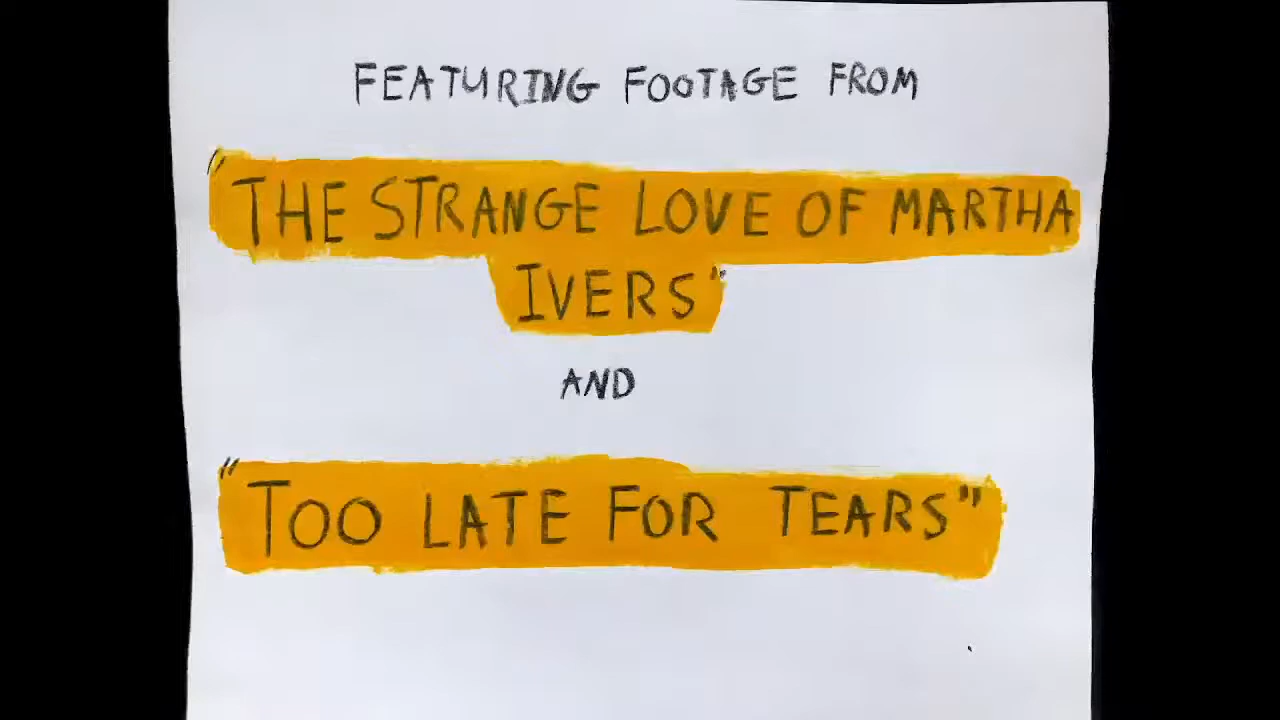 FEATURING FOOTAGE FROM
"THE STRANGE LOVE OF MARTHA
IVERS"
AND
"TOO LATE FOR TEARS"